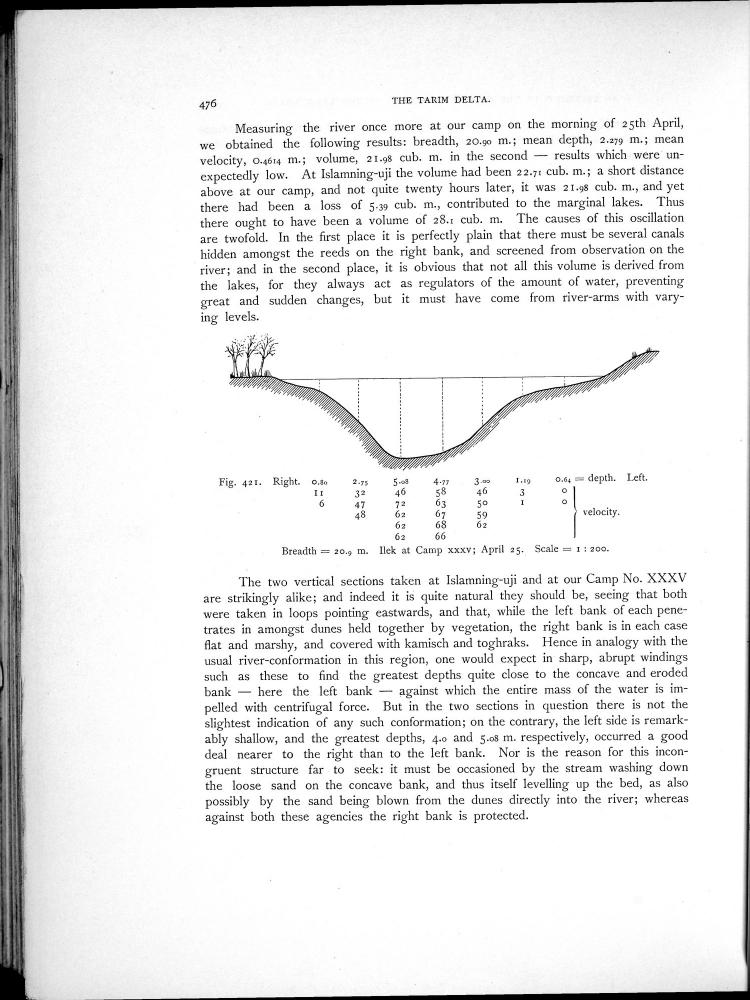 476
THE TARIM DELTA.
Measuring the river once more at our camp on the morning of 25th April,
we obtained the following results: breadth, 20.90 m.; mean depth, 2.279 m.; mean
velocity, 0.4614 m.; volume, 21.98 cub. m. in the second — results which were un-
expectedly low. At Islamning-uji the volume had been 22.71 cub. m.; a short distance
above at our camp, and not quite twenty hours later, it was 21.98 cub. m., and yet
there had been a loss of 5.39 cub. m., contributed to the marginal lakes. Thus
there ought to have been a volume of 28.1 cub. m. The causes of this oscillation
are twofold. In the first place it is perfectly plain that there must be several canals
hidden amongst the reeds on the right bank, and screened from observation on the
river; and in the second place, it is obvious that not all this volume is derived from
the lakes, for they always act as regulators of the amount of water, preventing
great and sudden changes, but it must have come from river-arms with vary-
ing levels.
Fig. 421. Right. 0.80 2.75 5.08 4.77 3.00 1.19 0.64 = depth. Left.
11 32 46 58 46 3 0
6 47 72 63 50 1 0
48 62 67 59 velocity.
62 68 62
62 66
Breadth = 20.9 m. Ilek at Camp XXXV; April 25. Scale = 1 : 200.
The two vertical sections taken at Islamning-uji and at our Camp No. XXXV
are strikingly alike; and indeed it is quite natural they should be, seeing that both
were taken in loops pointing eastwards, and that, while the left bank of each pene-
trates in amongst dunes held together by vegetation, the right bank is in each case
flat and marshy, and covered with kamisch and toghraks. Hence in analogy with the
usual river-conformation in this region, one would expect in sharp, abrupt windings
such as these to find the greatest depths quite close to the concave and eroded
bank — here the left bank — against which the entire mass of the water is im-
pelled with centrifugal force. But in the two sections in question there is not the
slightest indication of any such conformation; on the contrary, the left side is remark-
ably shallow, and the greatest depths, 4.0 and 5.08 m. respectively, occurred a good
deal nearer to the right than to the left bank. Nor is the reason for this incon-
gruent structure far to seek: it must be occasioned by the stream washing down
the loose sand on the concave bank, and thus itself levelling up the bed, as also
possibly by the sand being blown from the dunes directly into the river; whereas
against both these agencies the right bank is protected.